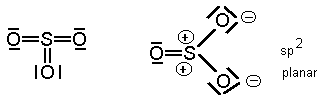 O=S=O
|O|
O=S
O ⊖
⊕ ⊕
O ⊖
sp²
planar